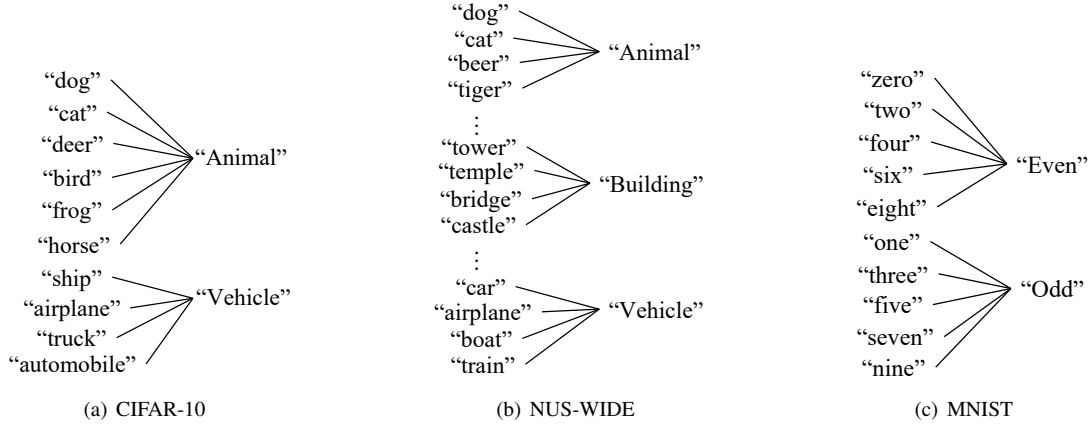 “dog”
“cat”
“deer”
“bird”
“frog”
“horse”
“Animal”
“ship”
“airplane”
“truck”
“automobile”
“Vehicle”
(a) CIFAR-10
“dog”
“cat”
“beer”
“tiger”
“Animal”
⋮
“tower”
“temple”
“bridge”
“castle”
“Building”
⋮
“car”
“airplane”
“boat”
“train”
“Vehicle”
(b) NUS-WIDE
“zero”
“two”
“four”
“six”
“eight”
“Even”
“one”
“three”
“five”
“seven”
“nine”
“Odd”
(c) MNIST